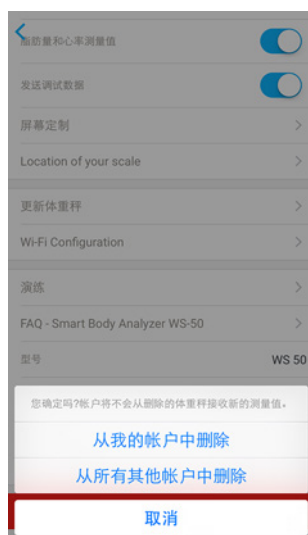 脂肪量和心率测量值
发送调试数据
屏幕定制
Location of your scale
更新体重秤
Wi-Fi Configuration
演练
FAQ - Smart Body Analyzer WS-50
型号 WS 50
您确定吗?帐户将不会从删除的体重秤接收新的测量值。
从我的帐户中删除
从所有其他帐户中删除
取消